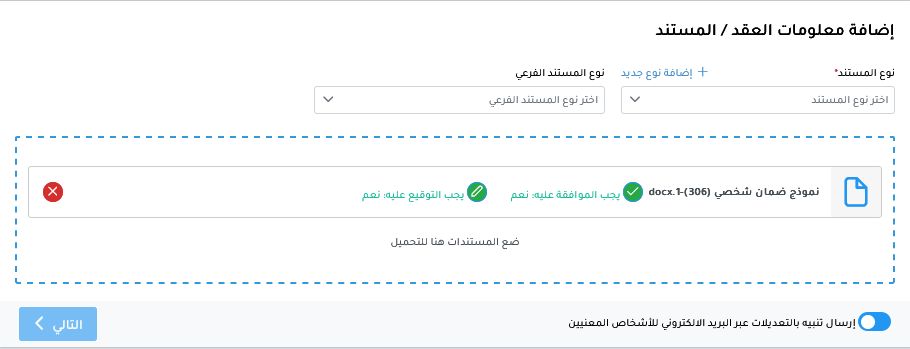 إضافة معلومات العقد / المستند
نوع المستند*
+ إضافة نوع جديد
نوع المستند الفرعي
اختر نوع المستند
اختر نوع المستند الفرعي
نموذج ضمان شخصي (306)-1.docx
يجب الموافقة عليه: نعم
يجب التوقيع عليه: نعم
ضع المستندات هنا للتحميل
إرسال تنبيه بالتعديلات عبر البريد الالكتروني للأشخاص المعنيين
التالي